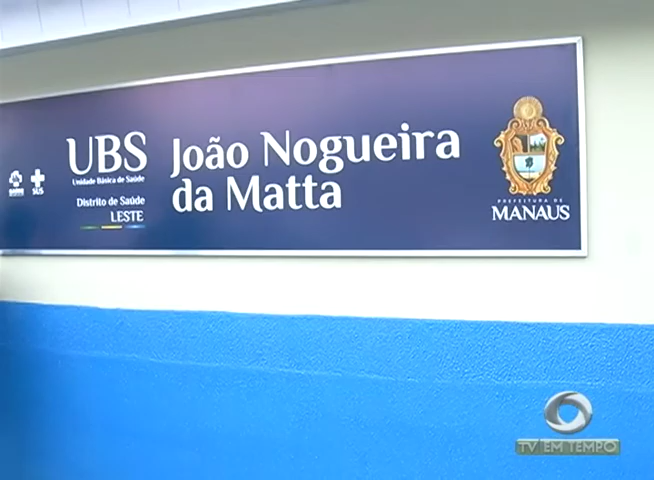 SUS
UBS
Unidade Básica de Saúde
Distrito de Saúde
LESTE
João Nogueira
da Matta
PREFEITURA DE
MANAUS
TV EM TEMPO